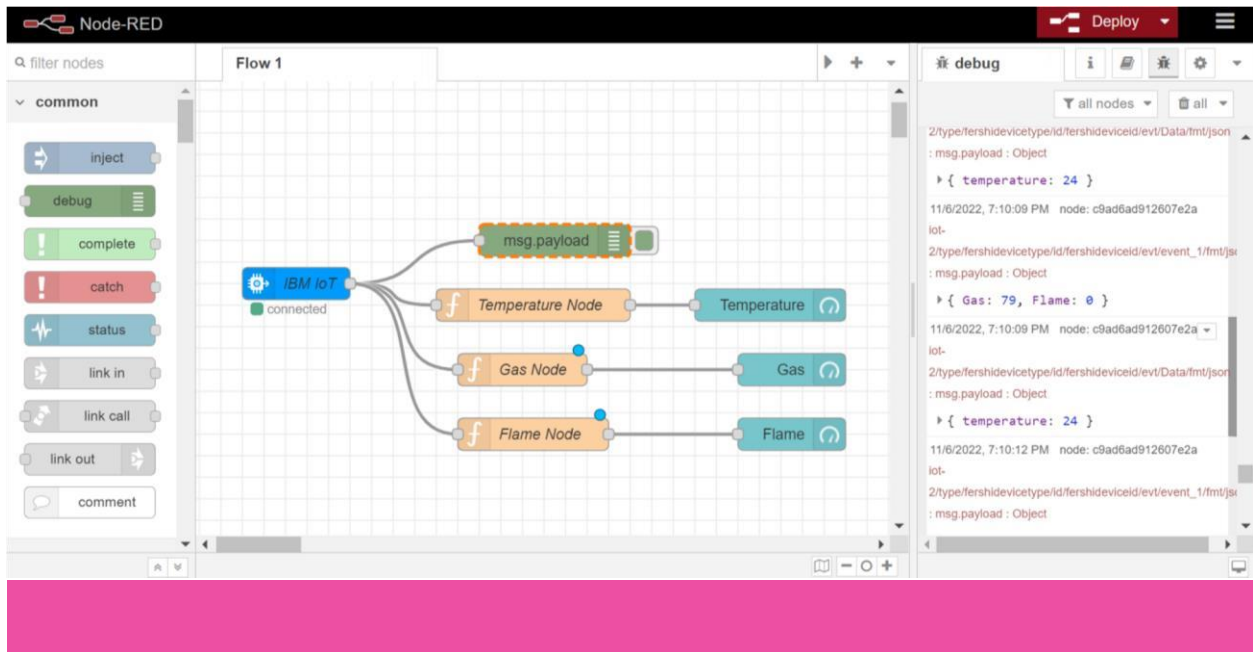 Node-RED
Deploy
filter nodes
Flow 1
debug
i
all nodes
all
common
inject
debug
complete
catch
status
link in
link call
link out
comment
msg.payload
IBM IoT
connected
f
Temperature Node
Temperature
f
Gas Node
Gas
f
Flame Node
Flame
2/type/fershidevicetype/id/fershideviceid/evt/Data/fmt/json
: msg.payload : Object
{ temperature: 24 }
11/6/2022, 7:10:09 PM node: c9ad6ad912607e2a
iot-
2/type/fershidevicetype/id/fershideviceid/evt/event_1/fmt/jso
: msg.payload : Object
{ Gas: 79, Flame: 0 }
11/6/2022, 7:10:09 PM node: c9ad6ad912607e2a
iot-
2/type/fershidevicetype/id/fershideviceid/evt/Data/fmt/json
: msg.payload : Object
{ temperature: 24 }
11/6/2022, 7:10:12 PM node: c9ad6ad912607e2a
iot-
2/type/fershidevicetype/id/fershideviceid/evt/event_1/fmt/jso
: msg.payload : Object